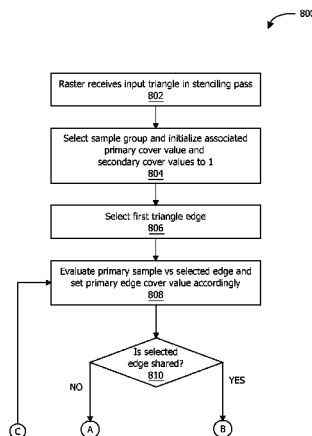 800
Raster receives input triangle in stenciling pass
802
Select sample group and initialize associated
primary cover value and
secondary cover values to 1
804
Select first triangle edge
806
Evaluate primary sample vs selected edge and
set primary edge cover value accordingly
808
Is
selected
edge shared?
810
NO
YES
C
A
B